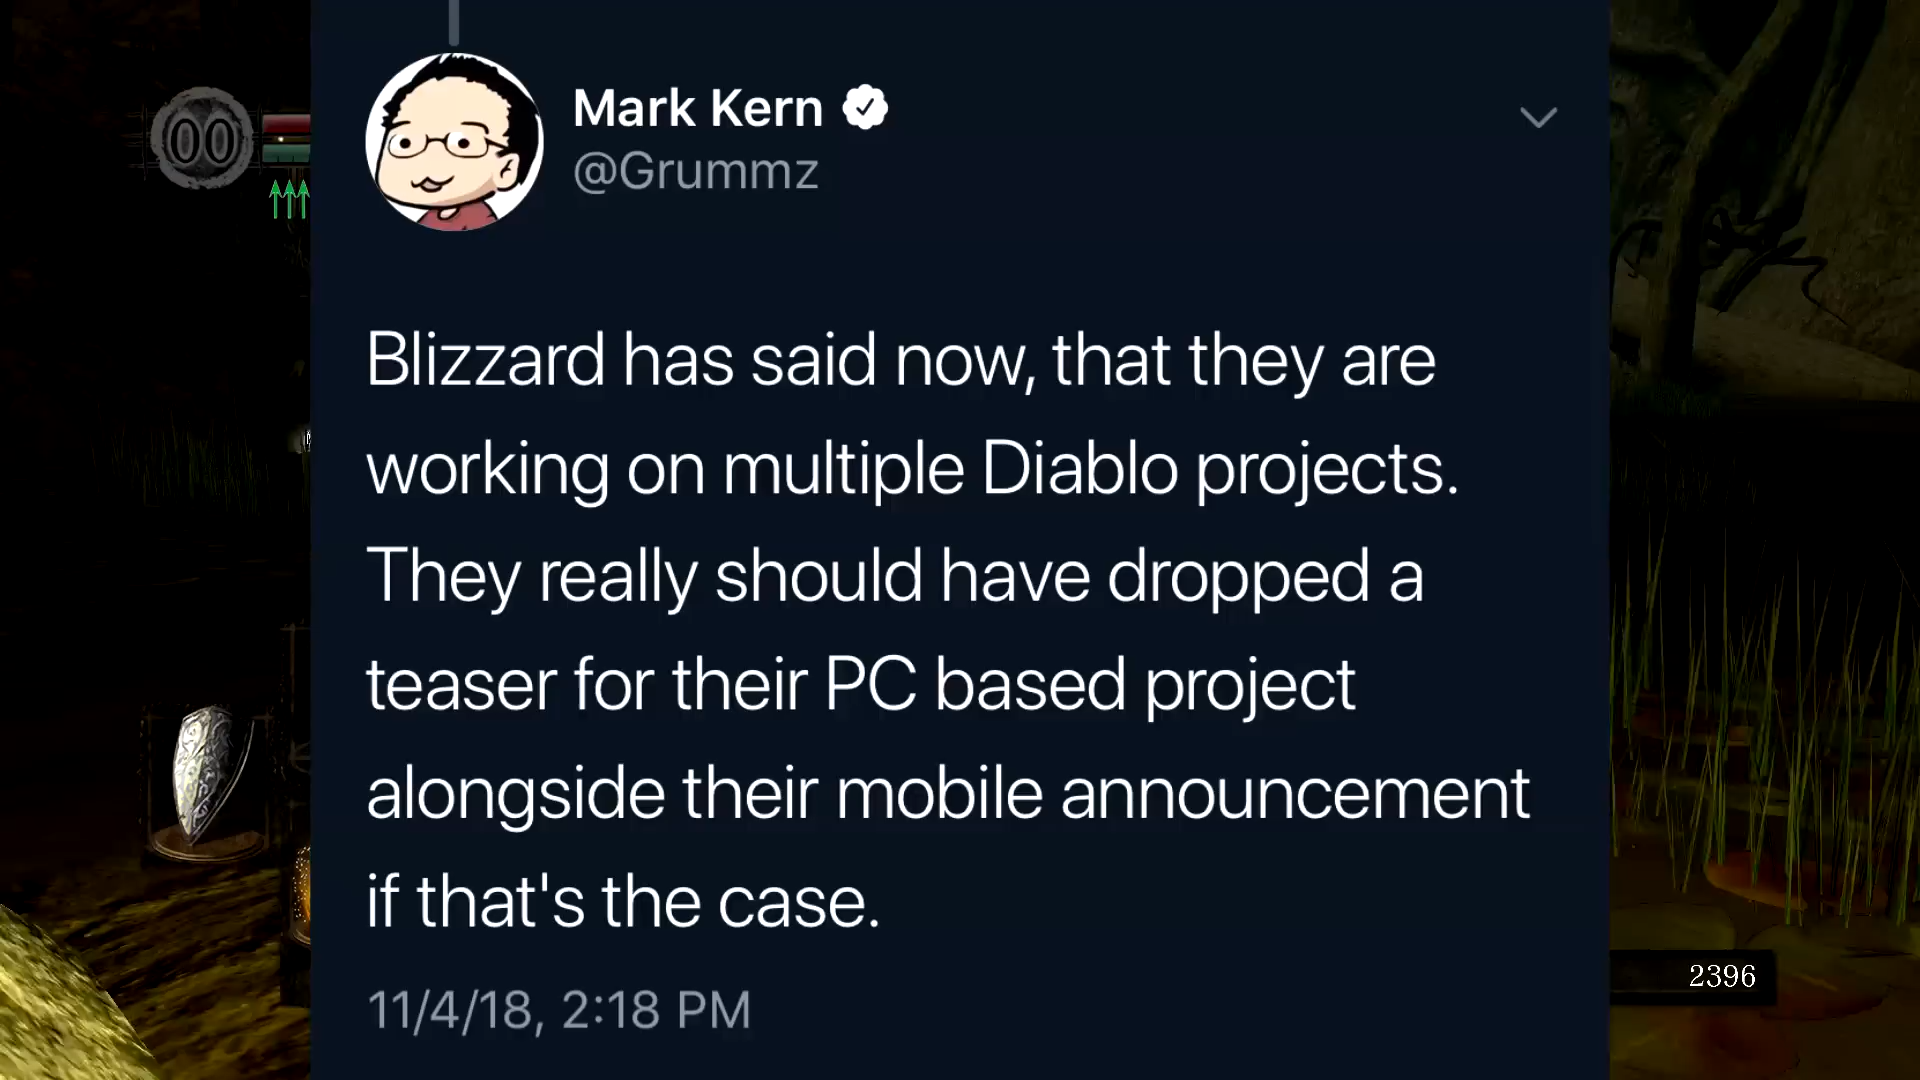 00
Mark Kern
@Grummz
Blizzard has said now, that they are
working on multiple Diablo projects.
They really should have dropped a
teaser for their PC based project
alongside their mobile announcement
if that's the case.
11/4/18, 2:18 PM
2396